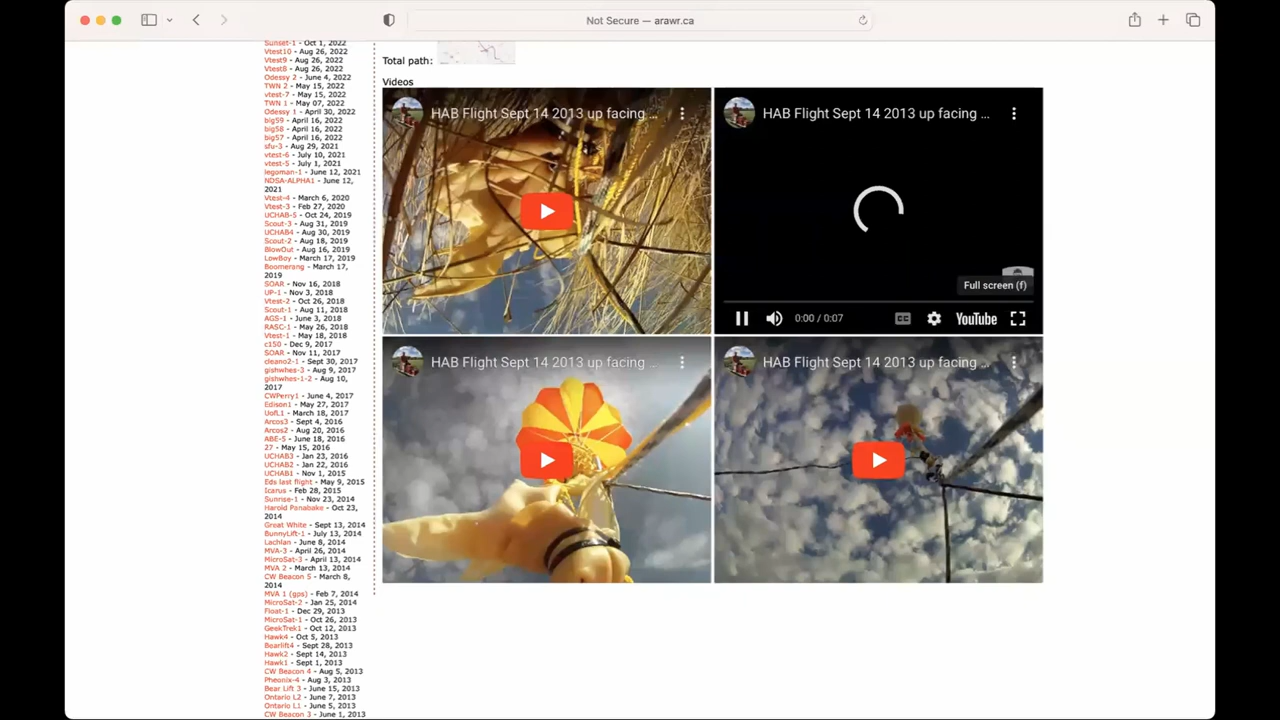 Not Secure — arawr.ca
Sunset-1 - Oct 1, 2022
Vtest10 - Aug 26, 2022
Vtest9 - Aug 26, 2022
Vtest8 - Aug 26, 2022
Odessy 2 - June 4, 2022
TWN 2 - May 15, 2022
vtest-7 - May 15, 2022
TWN 1 - May 07, 2022
Odessy 1 - April 30, 2022
big59 - April 16, 2022
big58 - April 16, 2022
big57 - April 16, 2022
sfu-3 - Aug 29, 2021
vtest-6 - July 10, 2021
vtest-5 - July 1, 2021
legoman-1 - June 12, 2021
NDSA-ALPHA1 - June 12,
2021
Vtest-4 - March 6, 2020
Vtest-3 - Feb 27, 2020
UCHAB-5 - Oct 24, 2019
Scout-3 - Aug 31, 2019
UCHAB4 - Aug 30, 2019
Scout-2 - Aug 18, 2019
BlowOut - Aug 16, 2019
LowBoy - March 17, 2019
Boomerang - March 17,
2019
SOAR - Nov 16, 2018
UP-1 - Nov 3, 2018
Vtest-2 - Oct 26, 2018
Scout-1 - Aug 11, 2018
AGS-1 - June 3, 2018
RASC-1 - May 26, 2018
Vtest-1 - May 18, 2018
c150 - Dec 9, 2017
SOAR - Nov 11, 2017
cleano2-1 - Sept 30, 2017
gishwhes-3 - Aug 9, 2017
gishwhes-1-2 - Aug 10,
2017
CWPerry1 - June 4, 2017
Edison1 - May 27, 2017
UofL1 - March 18, 2017
Arcos3 - Sept 4, 2016
Arcos2 - Aug 20, 2016
ABE-5 - June 18, 2016
27 - May 15, 2016
UCHAB3 - Jan 23, 2016
UCHAB2 - Jan 22, 2016
UCHAB1 - Nov 1, 2015
Eds last flight - May 9, 2015
Icarus - Feb 28, 2015
Sunrise-1 - Nov 23, 2014
Harold Panabake - Oct 23,
2014
Great White - Sept 13, 2014
BunnyLift-1 - July 13, 2014
Lachlan - June 8, 2014
MVA-3 - April 26, 2014
MicroSat-3 - April 13, 2014
MVA 2 - March 13, 2014
CW Beacon 5 - March 8,
2014
MVA 1 (gps) - Feb 7, 2014
MicroSat-2 - Jan 25, 2014
Float-1 - Dec 29, 2013
MicroSat-1 - Oct 26, 2013
GeekTrek1 - Oct 12, 2013
Hawk4 - Oct 5, 2013
Bearlift4 - Sept 28, 2013
Hawk2 - Sept 14, 2013
Hawk1 - Sept 1, 2013
CW Beacon 4 - Aug 5, 2013
Pheonix-4 - Aug 3, 2013
Bear Lift 3 - June 15, 2013
Ontario L2 - June 7, 2013
Ontario L1 - June 5, 2013
CW Beacon 3 - June 1, 2013
Total path:
Videos
HAB Flight Sept 14 2013 up facing ...
HAB Flight Sept 14 2013 up facing ...
Full screen (f)
0:00 / 0:07
CC
YouTube
HAB Flight Sept 14 2013 up facing ...
HAB Flight Sept 14 2013 up facing ...